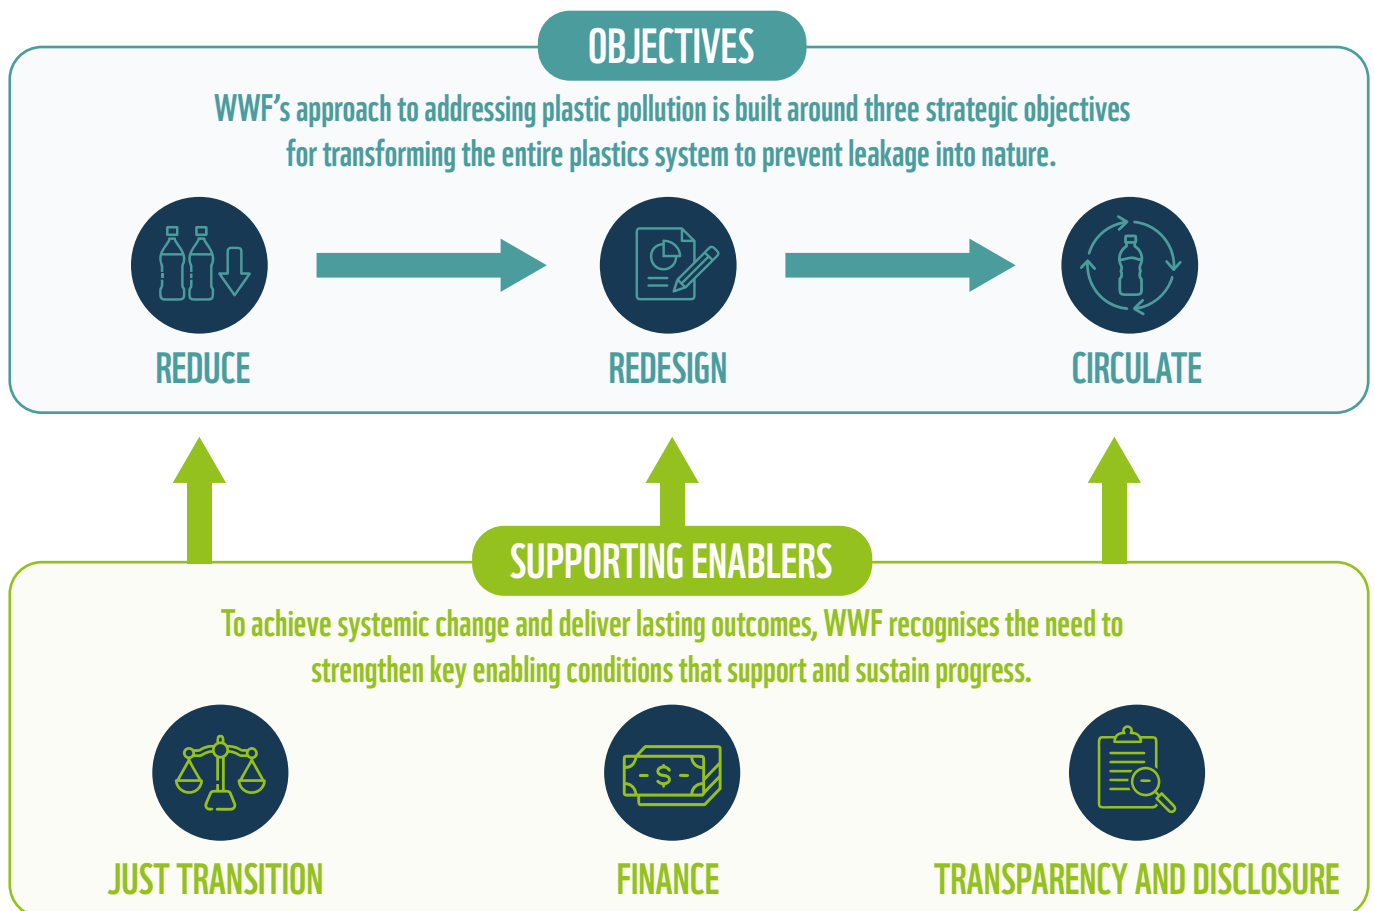 OBJECTIVES
WWF’s approach to addressing plastic pollution is built around three strategic objectives
for transforming the entire plastics system to prevent leakage into nature.
REDUCE
REDESIGN
CIRCULATE
SUPPORTING ENABLERS
To achieve systemic change and deliver lasting outcomes, WWF recognises the need to
strengthen key enabling conditions that support and sustain progress.
$
JUST TRANSITION
FINANCE
TRANSPARENCY AND DISCLOSURE